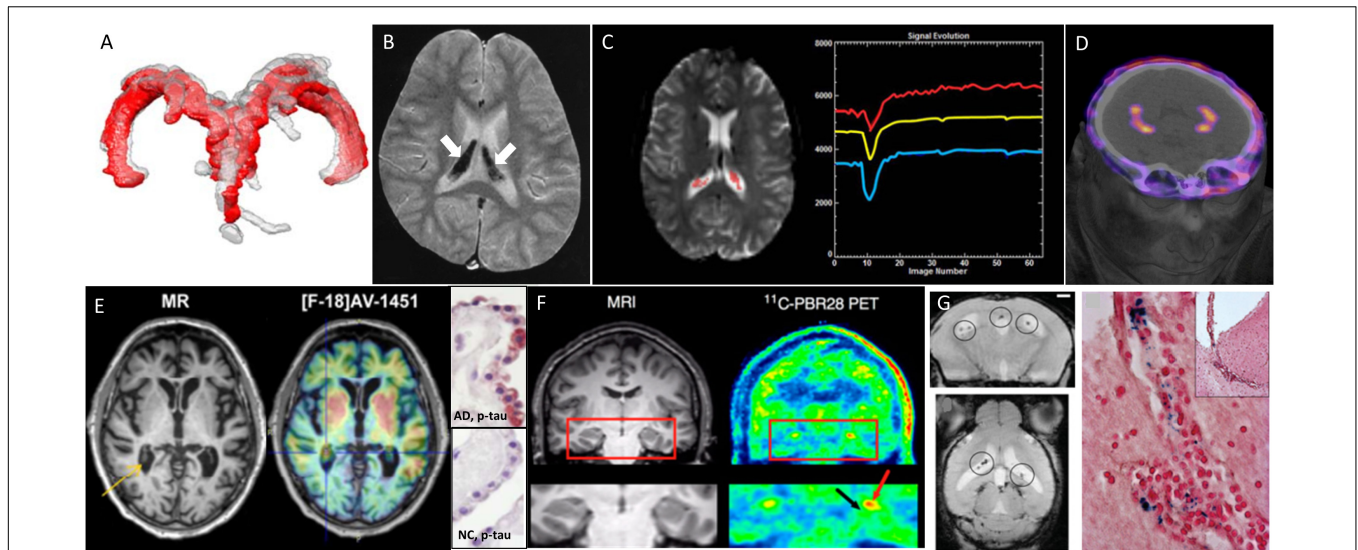 A
B
C
Signal Evolution
8000
6000
4000
2000
0
0 10 20 30 40 50 60
Image Number
D
E
MR
[F-18]AV-1451
AD, p-tau
NC, p-tau
F
MRI
¹¹C-PBR28 PET
G